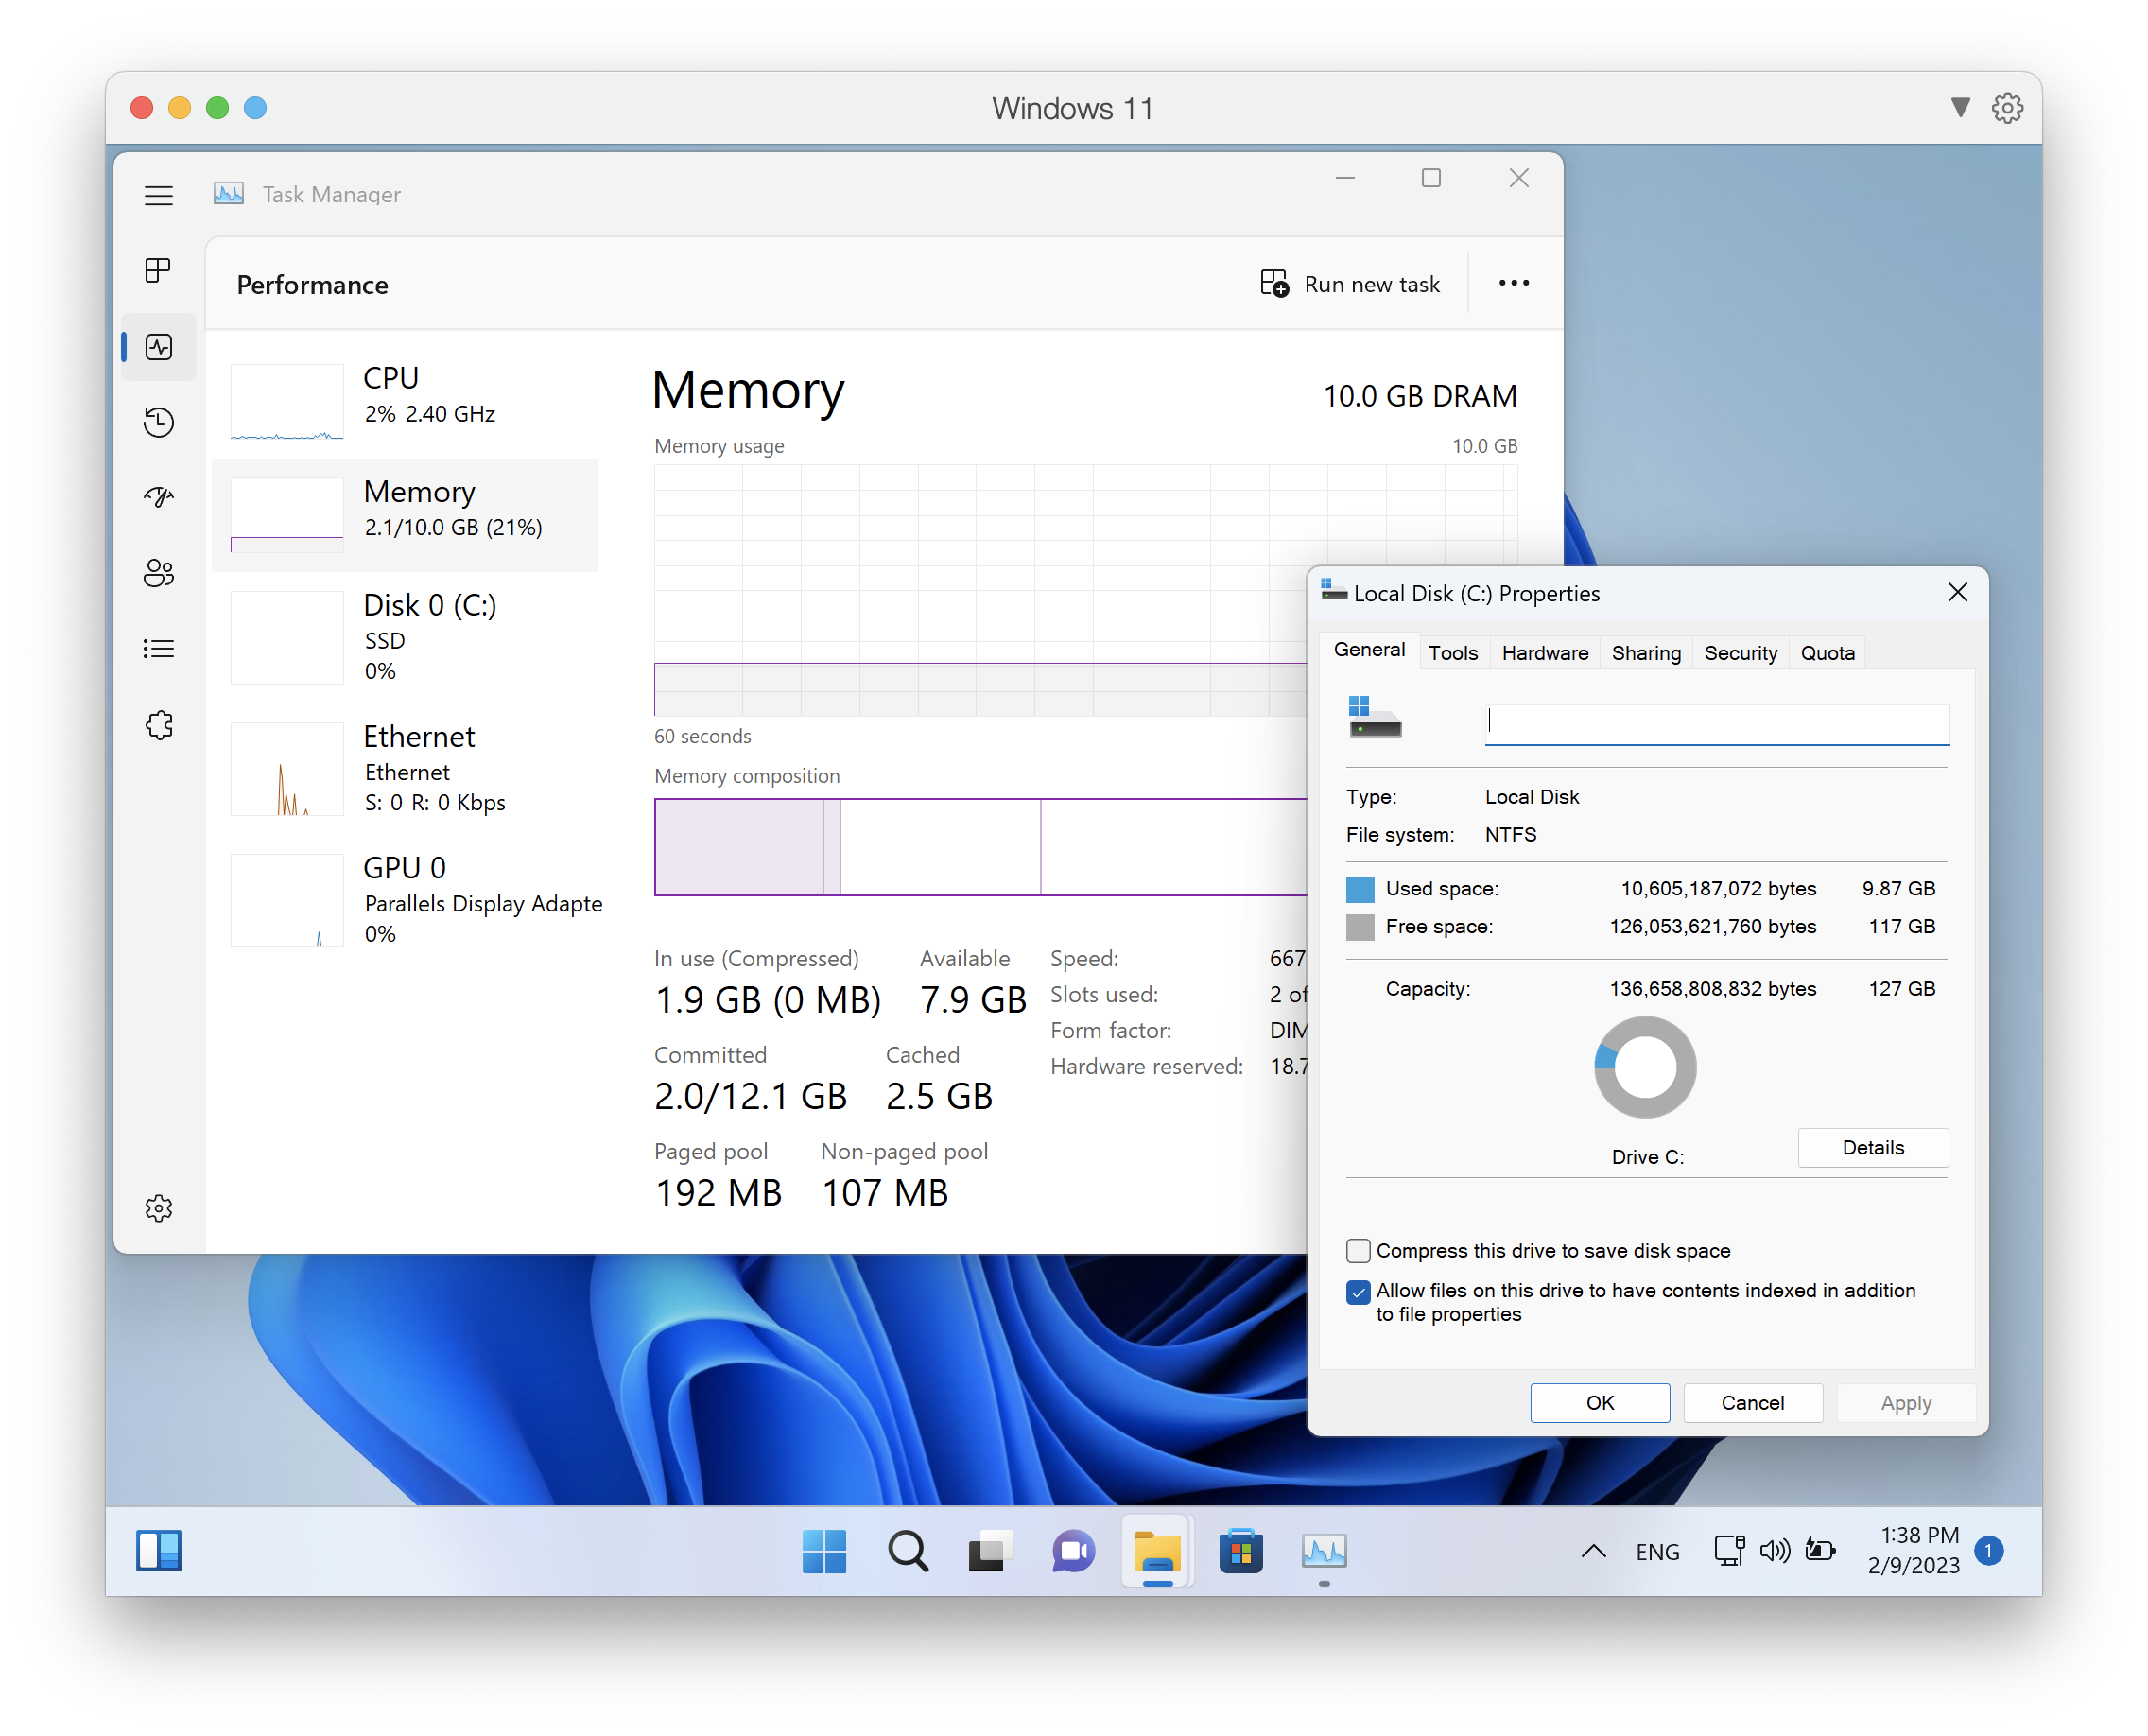 Windows 11
Task Manager
Performance
Run new task
CPU
2% 2.40 GHz
Memory
2.1/10.0 GB (21%)
Disk 0 (C:)
SSD
0%
Ethernet
Ethernet
S: 0 R: 0 Kbps
GPU 0
Parallels Display Adapte
0%
Memory
10.0 GB DRAM
Memory usage
10.0 GB
60 seconds
Memory composition
In use (Compressed)
1.9 GB (0 MB)
Available
7.9 GB
Committed
2.0/12.1 GB
Cached
2.5 GB
Paged pool
192 MB
Non-paged pool
107 MB
Speed: 667
Slots used: 2 of
Form factor: DIM
Hardware reserved: 18.7
Local Disk (C:) Properties
General Tools Hardware Sharing Security Quota
Type: Local Disk
File system: NTFS
Used space: 10,605,187,072 bytes 9.87 GB
Free space: 126,053,621,760 bytes 117 GB
Capacity: 136,658,808,832 bytes 127 GB
Drive C:
Details
Compress this drive to save disk space
Allow files on this drive to have contents indexed in addition
to file properties
OK Cancel Apply
ENG
1:38 PM
2/9/2023
1